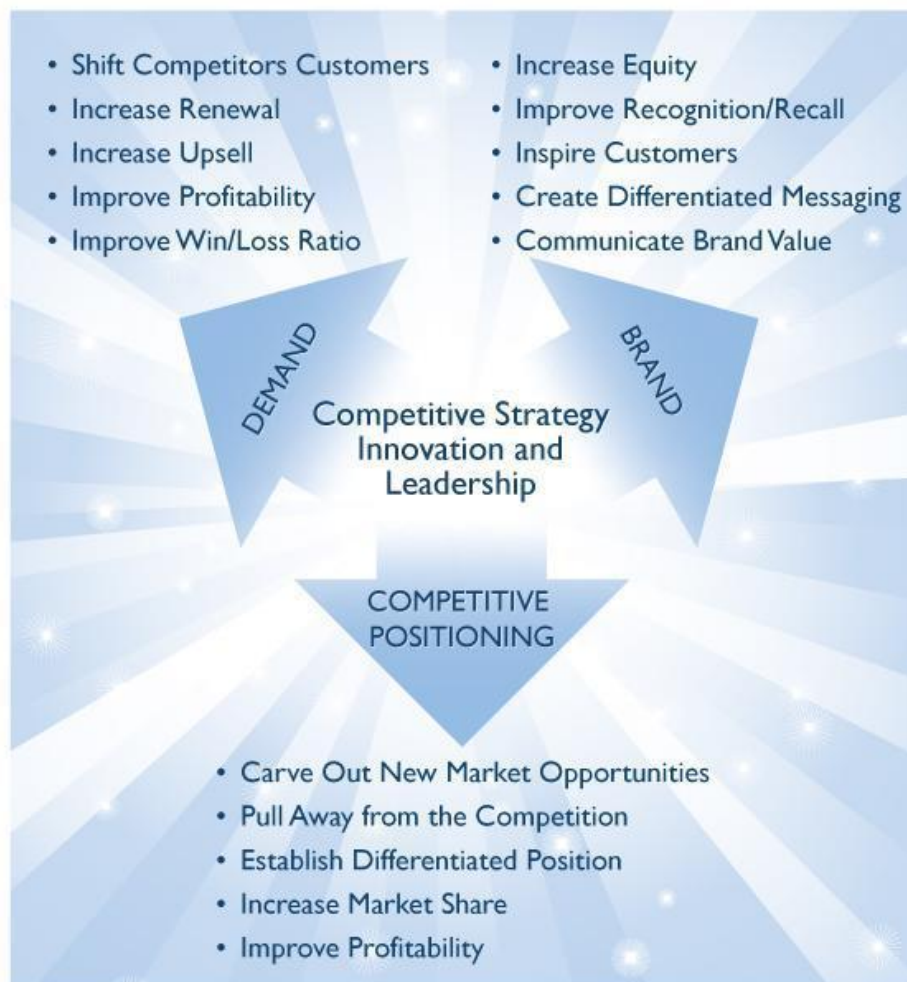 • Shift Competitors Customers
• Increase Renewal
• Increase Upsell
• Improve Profitability
• Improve Win/Loss Ratio
• Increase Equity
• Improve Recognition/Recall
• Inspire Customers
• Create Differentiated Messaging
• Communicate Brand Value
DEMAND
BRAND
Competitive Strategy
Innovation and
Leadership
COMPETITIVE
POSITIONING
• Carve Out New Market Opportunities
• Pull Away from the Competition
• Establish Differentiated Position
• Increase Market Share
• Improve Profitability